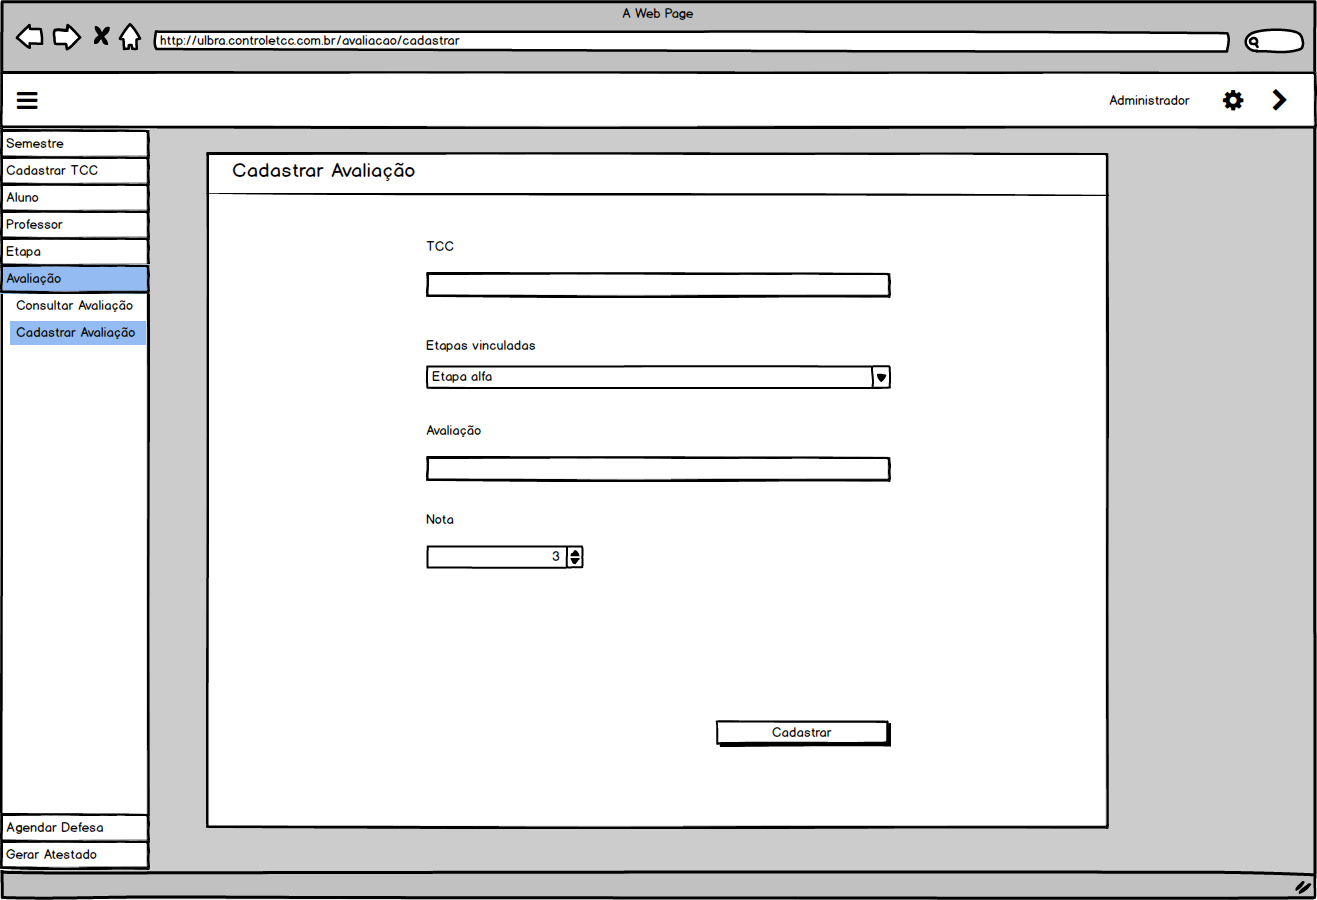 A Web Page
http://ulbra.controletcc.com.br/avaliacao/cadastrar
Administrador
Semestre
Cadastrar TCC
Aluno
Professor
Etapa
Avaliação
Consultar Avaliação
Cadastrar Avaliação
Agendar Defesa
Gerar Atestado
Cadastrar Avaliação
TCC
Etapas vinculadas
Etapa alfa
Avaliação
Nota
3
Cadastrar